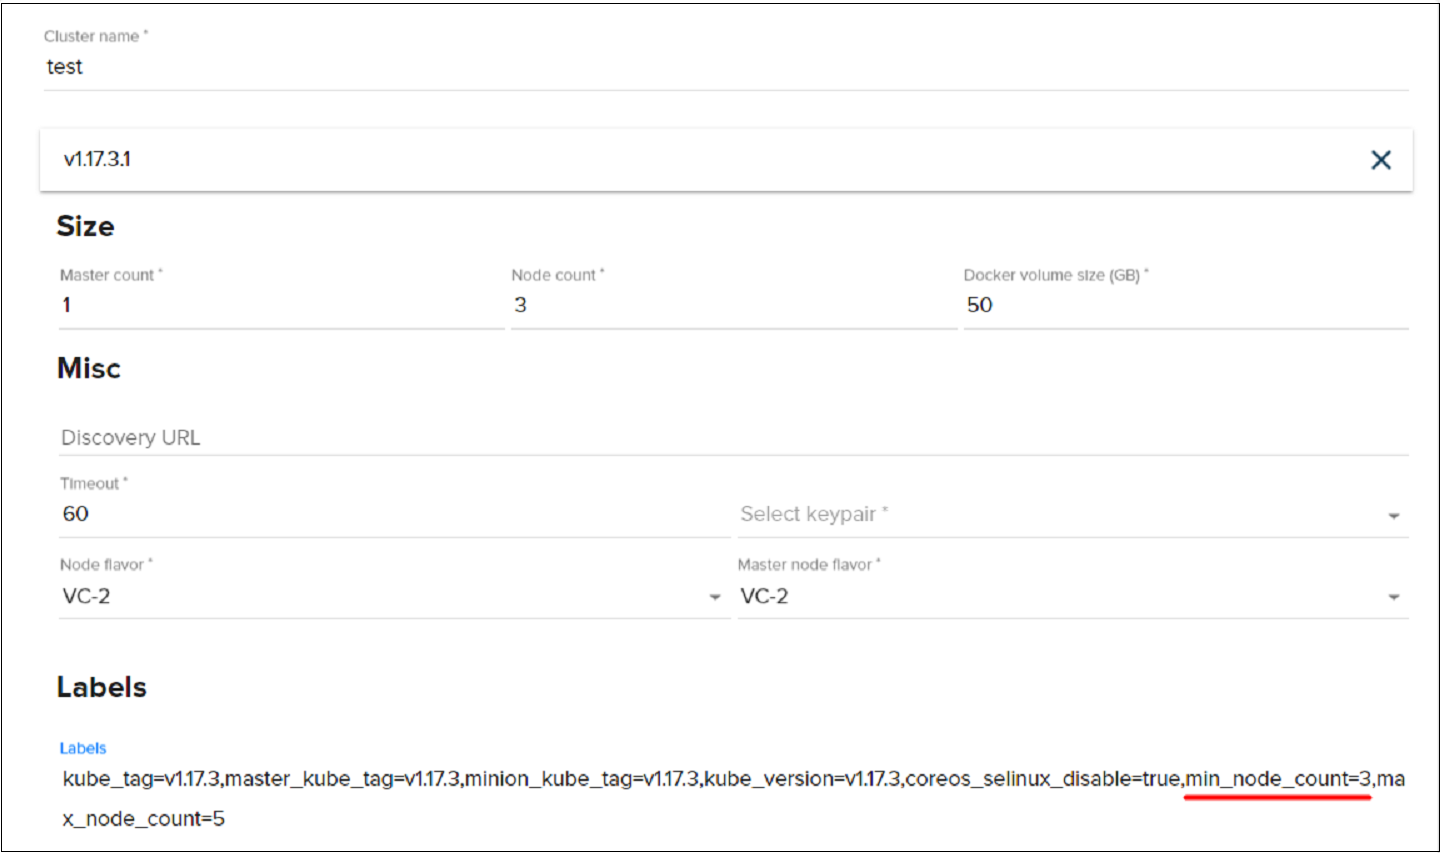 Cluster name *
test
v1.17.3.1
Size
Master count * Node count * Docker volume size (GB) *
1 3 50
Misc
Discovery URL
Timeout *
60 Select keypair *
Node flavor * Master node flavor *
VC-2 VC-2
Labels
Labels
kube_tag=v1.17.3,master_kube_tag=v1.17.3,minion_kube_tag=v1.17.3,kube_version=v1.17.3,coreos_selinux_disable=true,min_node_count=3,ma
x_node_count=5